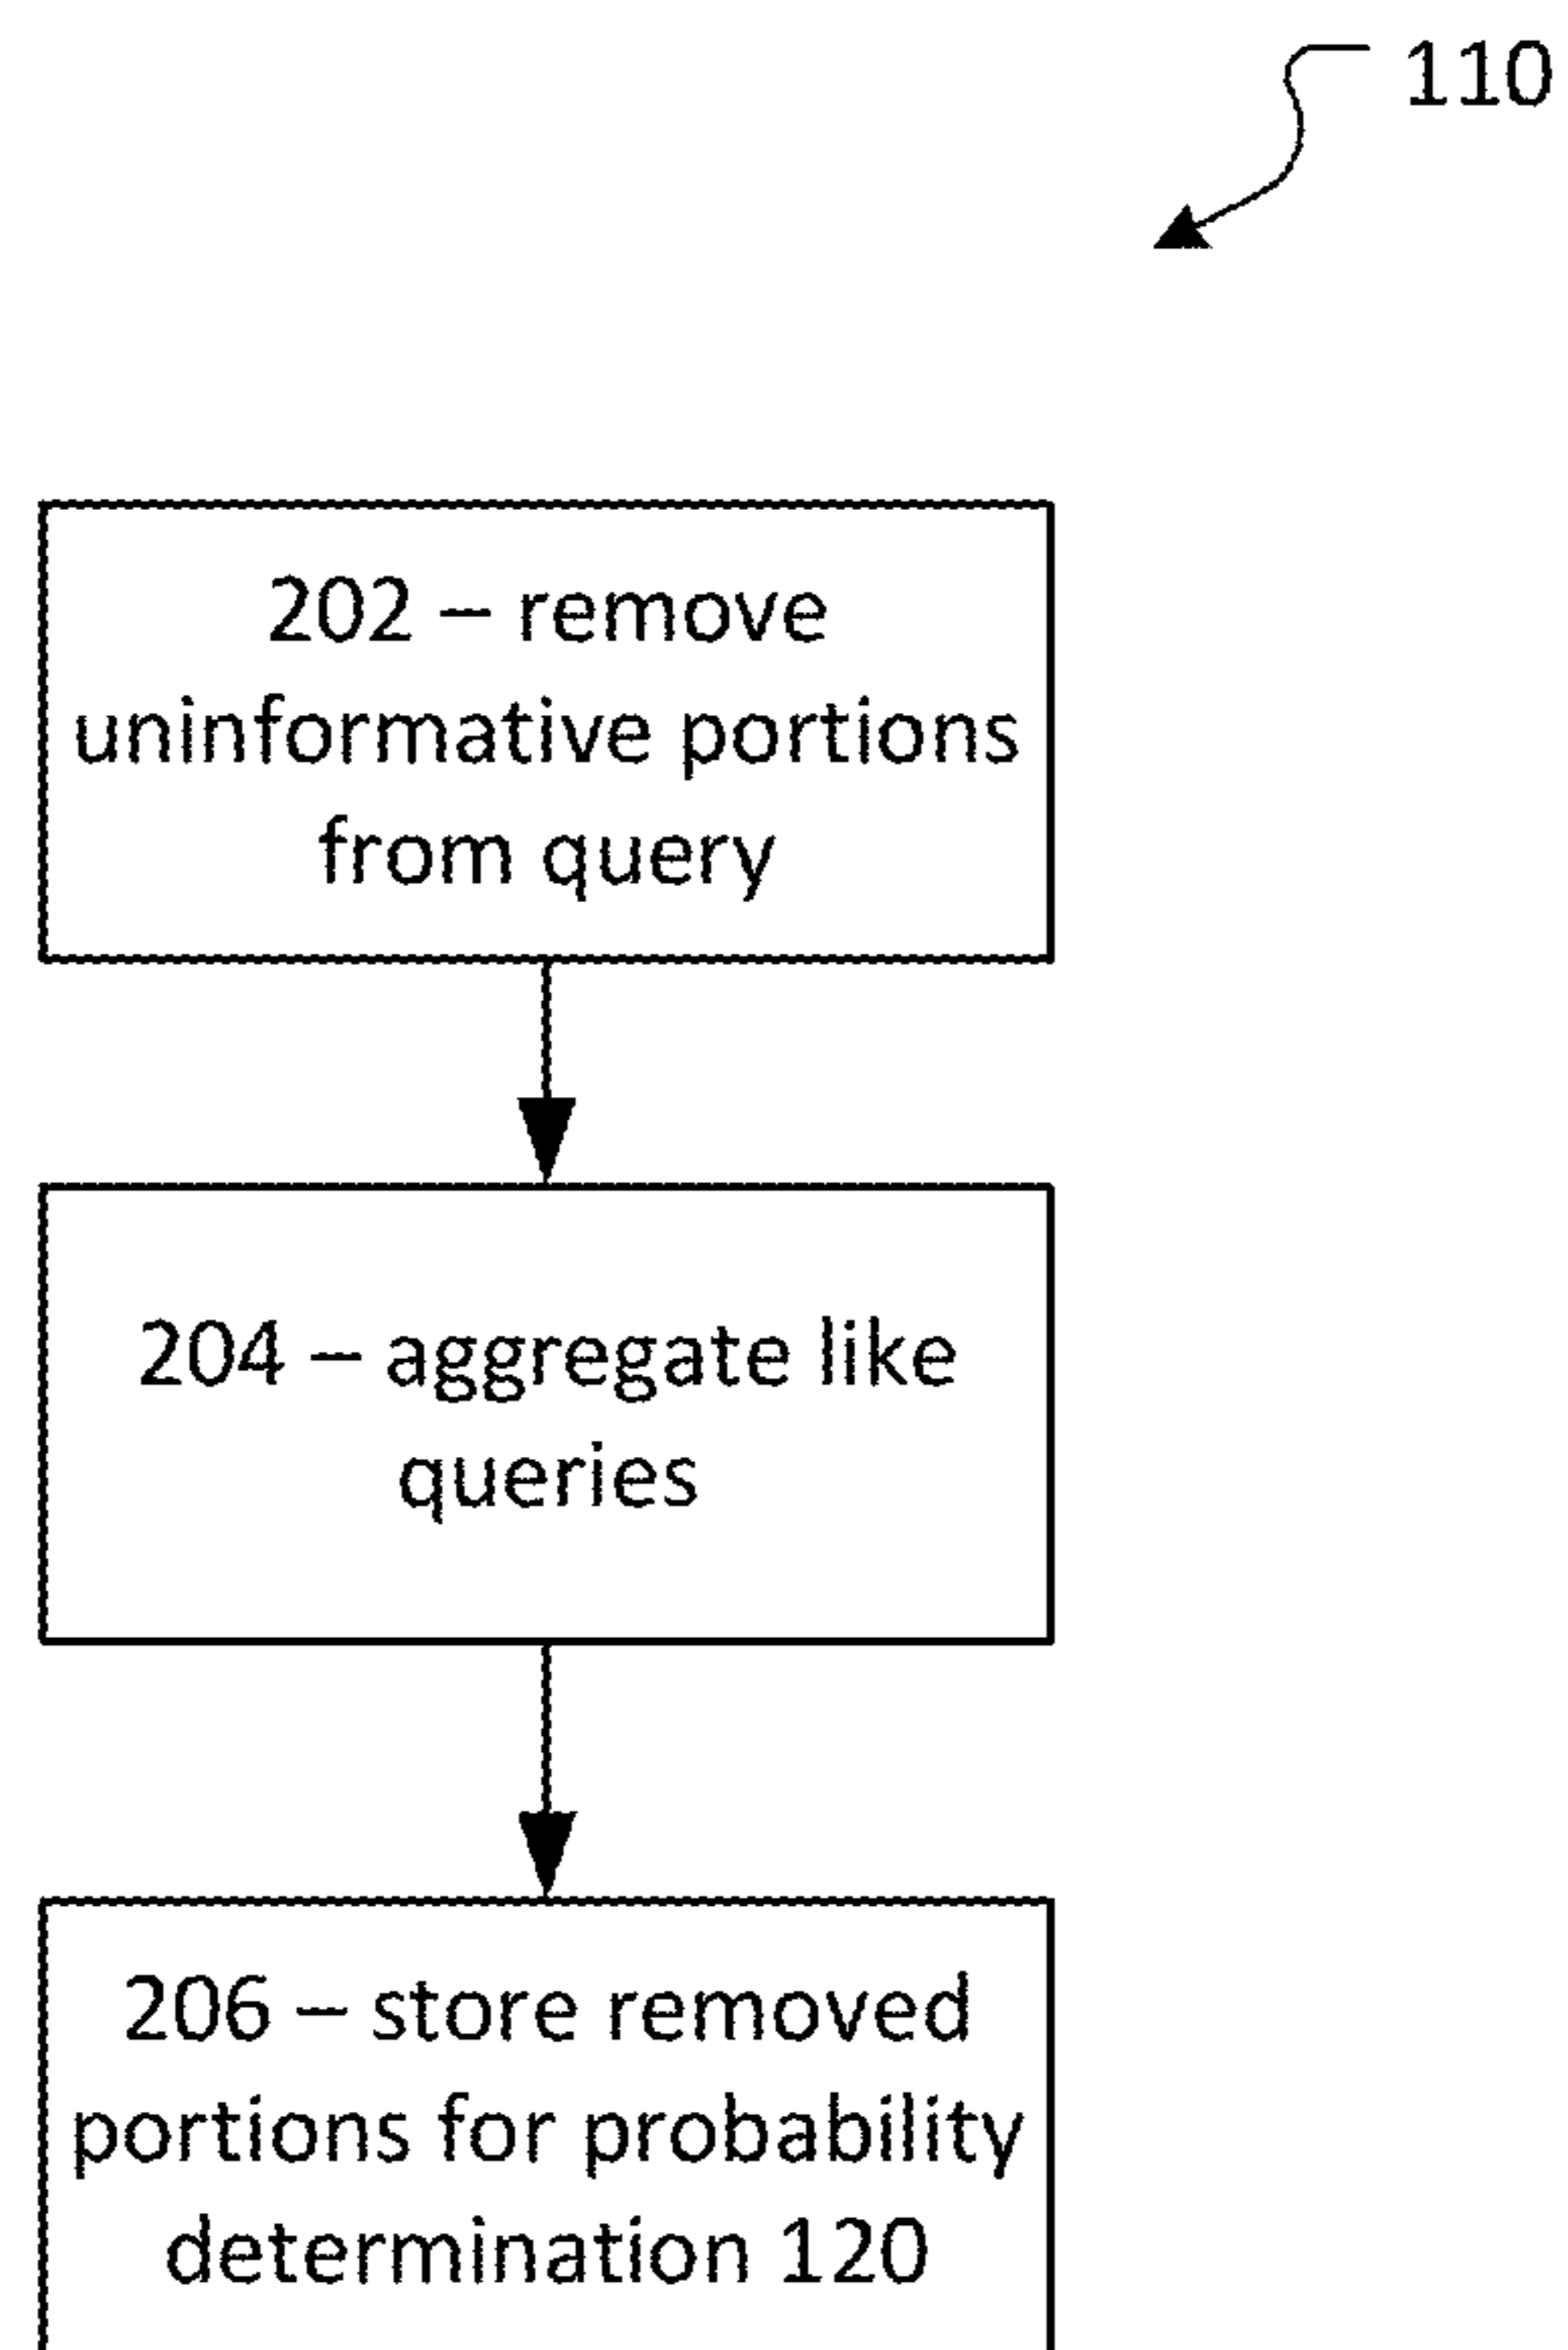 110
202 – remove
uninformative portions
from query
204 – aggregate like
queries
206 – store removed
portions for probability
determination 120